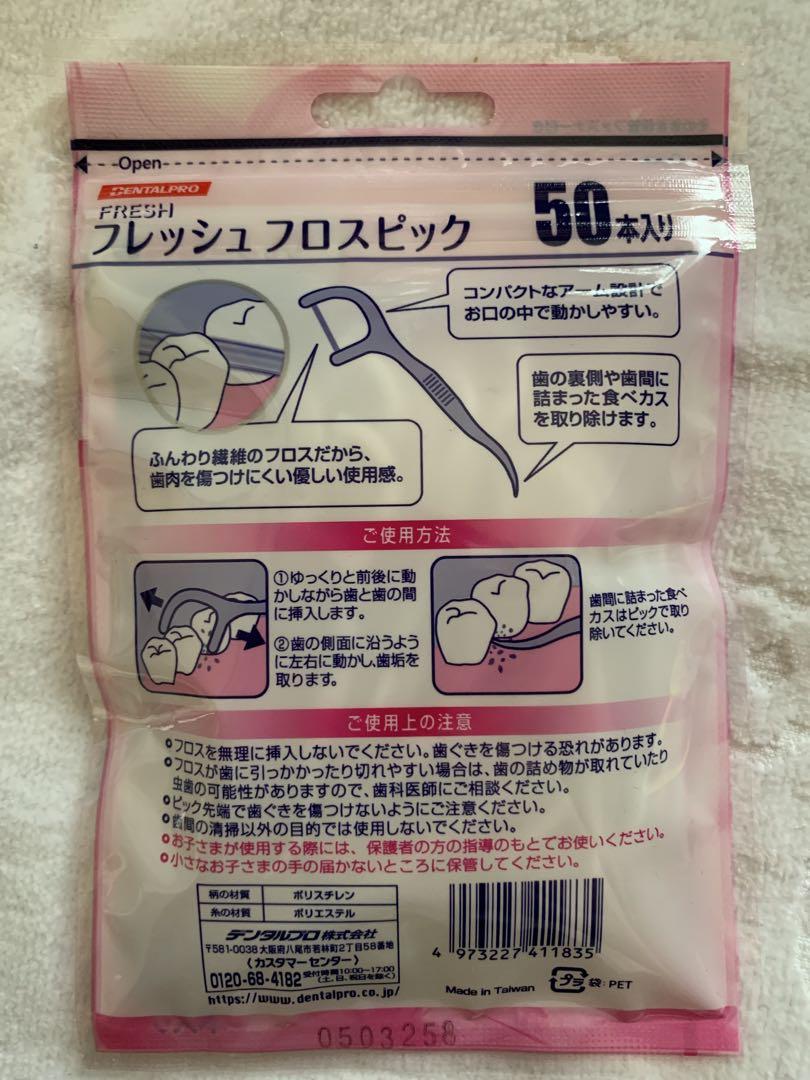 Open
DENTALPRO
FRESH
フレッシュ フロスピック
50本入り
コンパクトなアーム設計で
お口の中で動かしやすい。
歯の裏側や歯間に
詰まった食べカス
を取り除けます。
ふんわり繊維のフロスだから、
歯肉を傷つけにくい優しい使用感。
ご使用方法
①ゆっくりと前後に動
かしながら歯と歯の間
に挿入します。
②歯の側面に沿うよう
に左右に動かし、歯垢を
取ります。
歯間に詰まった食べ
カスはピックで取り
除いてください。
ご使用上の注意
フロスを無理に挿入しないでください。歯ぐきを傷つける恐れがあります。
フロスが歯に引っかかったり切れやすい場合は、歯の詰め物が取れていたり
虫歯の可能性がありますので、歯科医師にご相談ください。
ピック先端で歯ぐきを傷つけないようにご注意ください。
歯間の清掃以外の目的では使用しないでください。
お子さまが使用する際には、保護者の方の指導のもとでお使いください。
小さなお子さまの手の届かないところに保管してください。
柄の材質 ポリスチレン
糸の材質 ポリエステル
デンタルプロ株式会社
〒581-0038 大阪府八尾市若林町2丁目58番地
〈カスタマーセンター〉
0120-68-4182 受付時間10:00~17:00
(土、日、祝日を除く)
https://www.dentalpro.co.jp/
4 973227 411835
Made in Taiwan
プラ 袋:PET
0503258